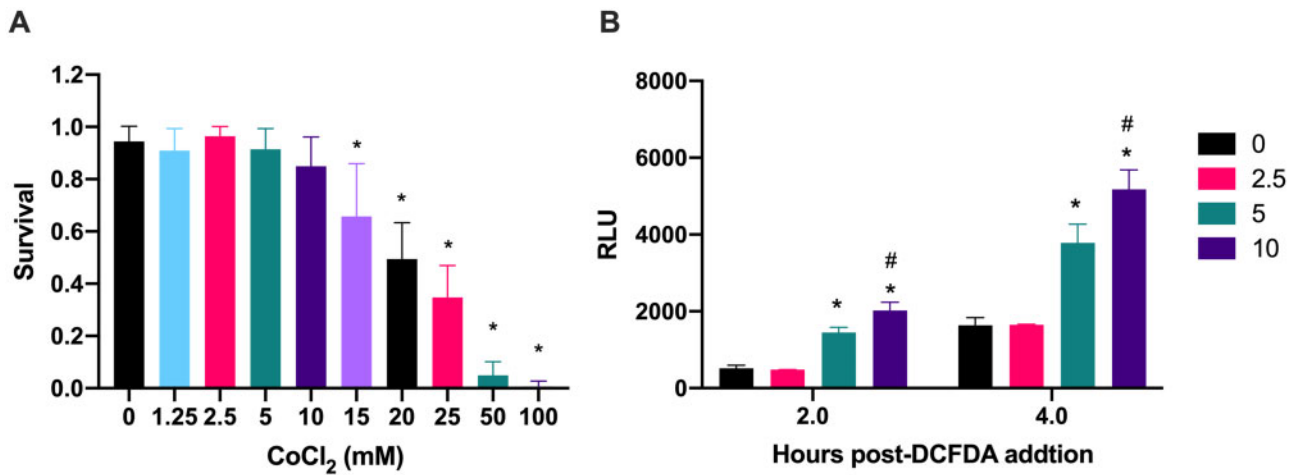 A
Survival
1.2
1.0
0.8
0.6
0.4
0.2
0.0
* * * * *
0 1.25 2.5 5 10 15 20 25 50 100
CoCl₂ (mM)
B
RLU
8000
6000
4000
2000
0
* # * * # *
2.0 4.0
Hours post-DCFDA addtion
0
2.5
5
10